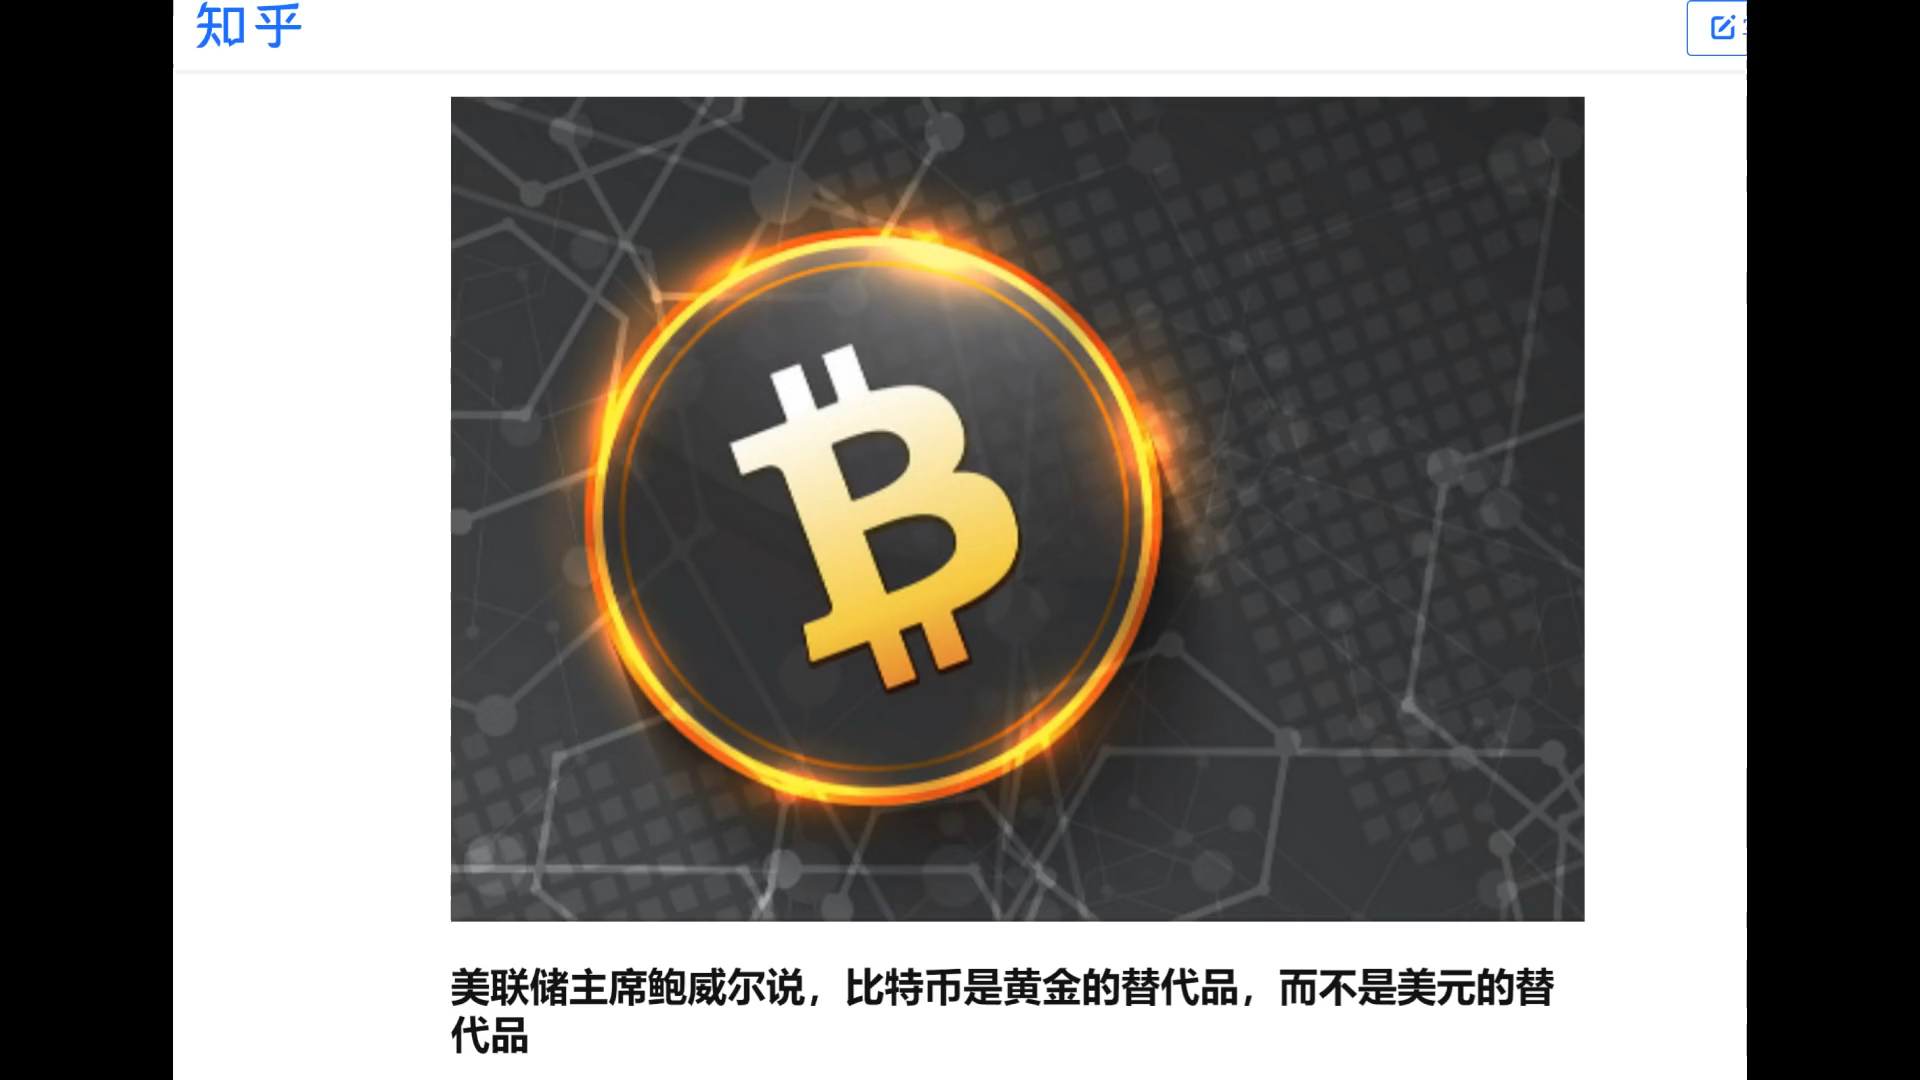 知乎
美联储主席鲍威尔说，比特币是黄金的替代品，而不是美元的替
代品